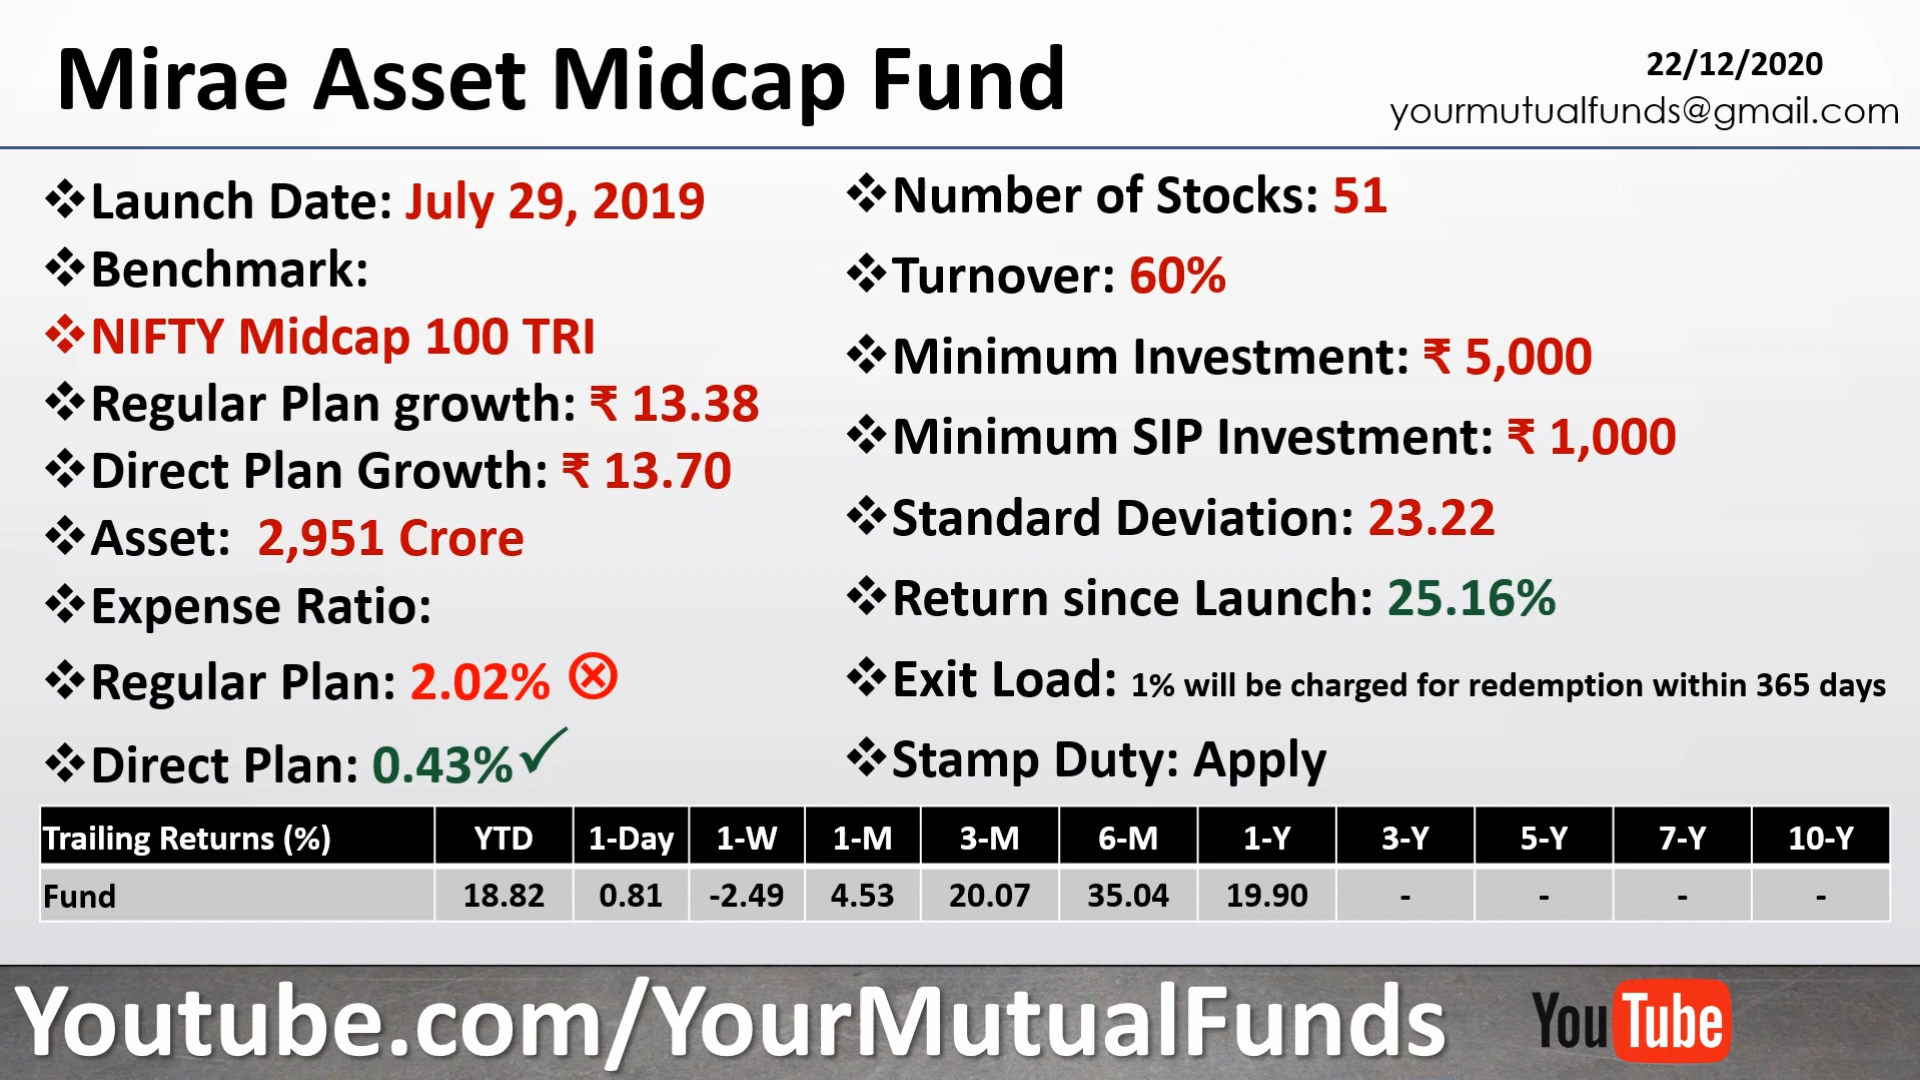 Mirae Asset Midcap Fund
22/12/2020
yourmutualfunds@gmail.com
❖Launch Date: July 29, 2019
❖Benchmark:
❖NIFTY Midcap 100 TRI
❖Regular Plan growth: ₹ 13.38
❖Direct Plan Growth: ₹ 13.70
❖Asset: 2,951 Crore
❖Expense Ratio:
❖Regular Plan: 2.02% ⊗
❖Direct Plan: 0.43%✓
❖Number of Stocks: 51
❖Turnover: 60%
❖Minimum Investment: ₹ 5,000
❖Minimum SIP Investment: ₹ 1,000
❖Standard Deviation: 23.22
❖Return since Launch: 25.16%
❖Exit Load: 1% will be charged for redemption within 365 days
❖Stamp Duty: Apply
Trailing Returns (%) YTD 1-Day 1-W 1-M 3-M 6-M 1-Y 3-Y 5-Y 7-Y 10-Y
Fund 18.82 0.81 -2.49 4.53 20.07 35.04 19.90 - - - -
Youtube.com/YourMutualFunds
YouTube